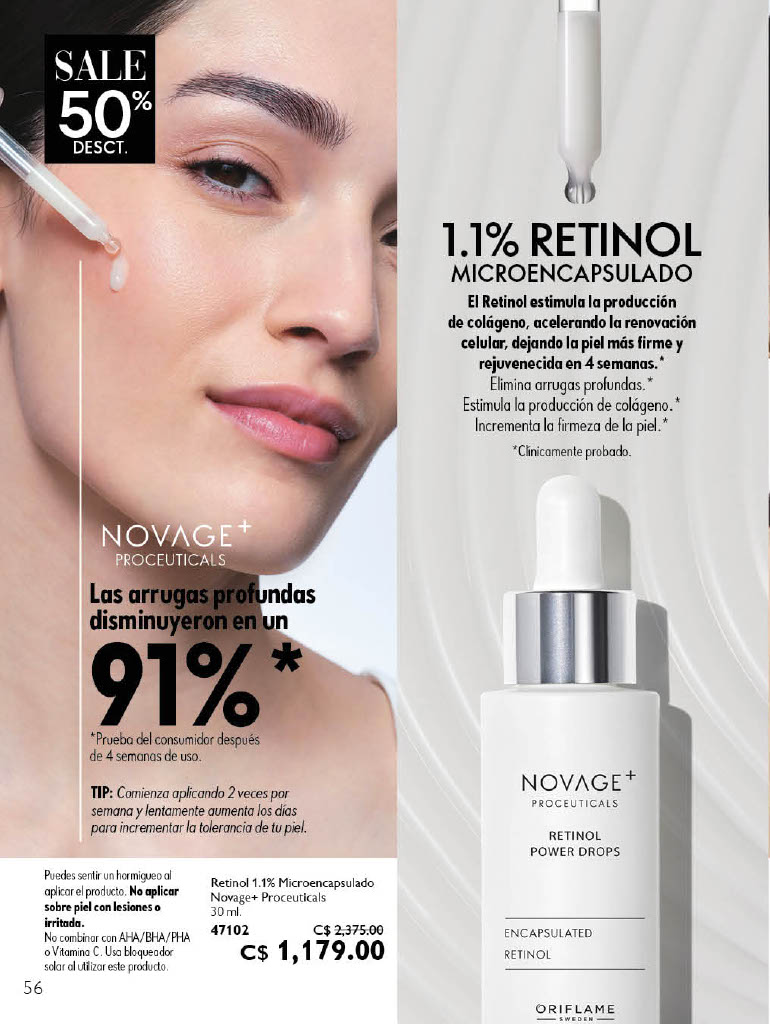 SALE
50%
DESCT.
NOVAGE+
PROCEUTICALS
Las arrugas profundas
disminuyeron en un
91%*
*Prueba del consumidor después
de 4 semanas de uso.
TIP: Comienza aplicando 2 veces por
semana y lentamente aumenta los días
para incrementar la tolerancia de tu piel.
Puedes sentir un hormigueo al
aplicar el producto. No aplicar
sobre piel con lesiones o
irritada.
No combinar con AHA/BHA/PHA
o Vitamina C. Usa bloqueador
solar al utilizar este producto.
Retinol 1.1% Microencapsulado
Novage+ Proceuticals
30 ml.
47102 C$ 2,375.00
C$ 1,179.00
56
1.1% RETINOL
MICROENCAPSULADO
El Retinol estimula la producción
de colágeno, acelerando la renovación
celular, dejando la piel más firme y
rejuvenecida en 4 semanas.*
Elimina arrugas profundas.*
Estimula la producción de colágeno.*
Incrementa la firmeza de la piel.*
*Clínicamente probado.
NOVAGE+
PROCEUTICALS
RETINOL
POWER DROPS
ENCAPSULATED
RETINOL
ORIFLAME
SWEDEN